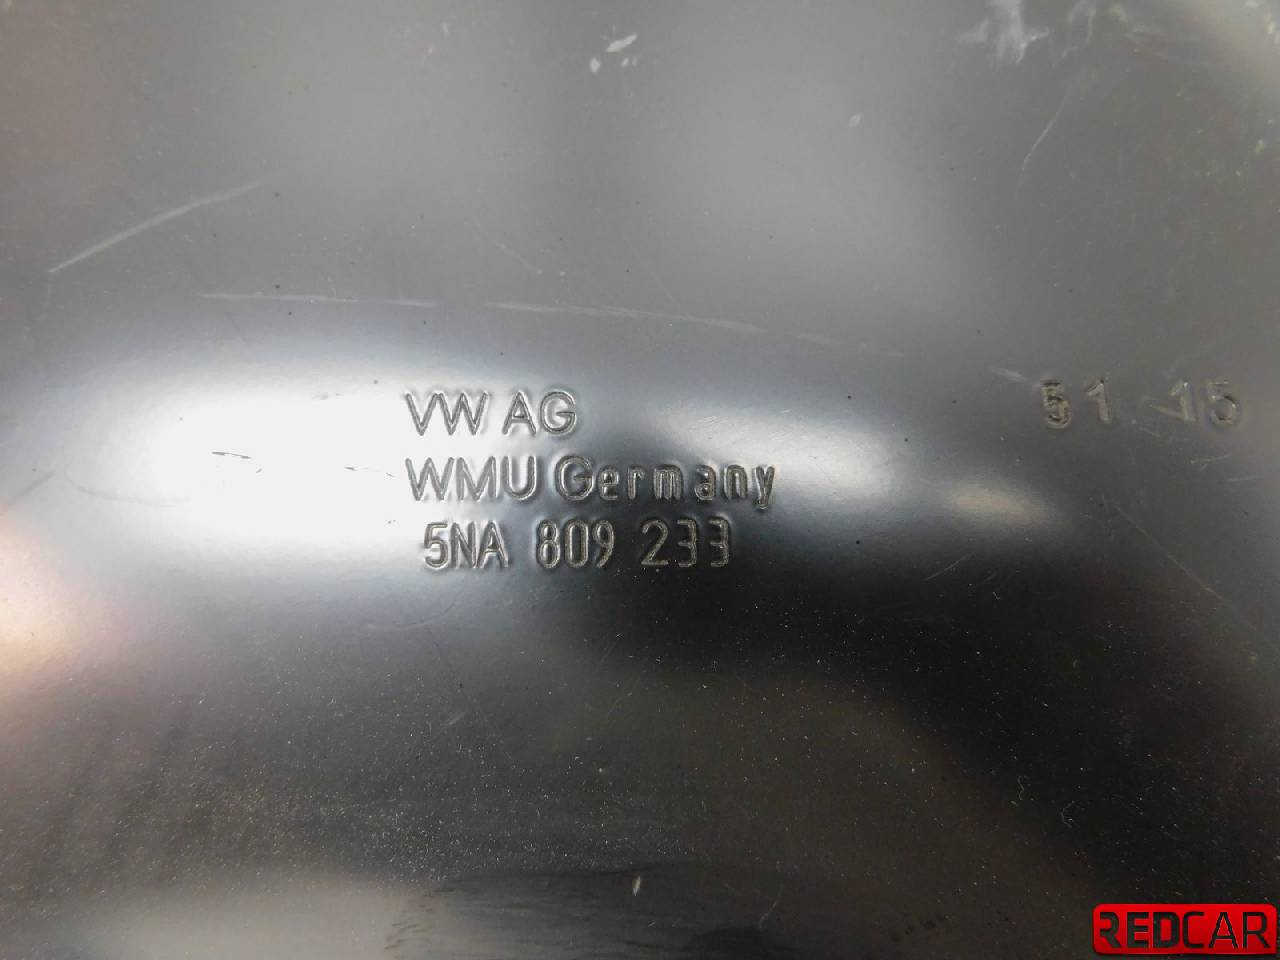 VW AG
WMU Germany
5NA 809 233
51 15
REDCAR